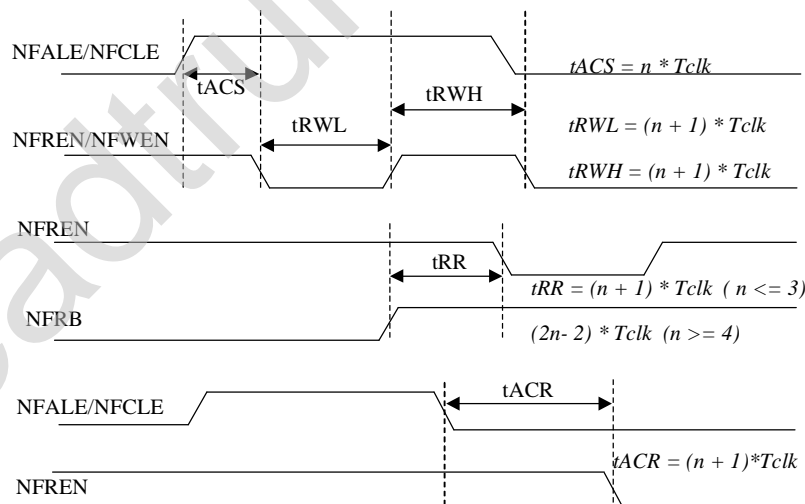 NFALE/NFCLE
tACS
tACS = n * Tclk
tRWH
tRWL
tRWL = (n + 1) * Tclk
NFREN/NFWEN
tRWH = (n + 1) * Tclk
NFREN
tRR
tRR = (n + 1) * Tclk ( n <= 3)
NFRB
(2n- 2) * Tclk (n >= 4)
NFALE/NFCLE
tACR
tACR = (n + 1)*Tclk
NFREN